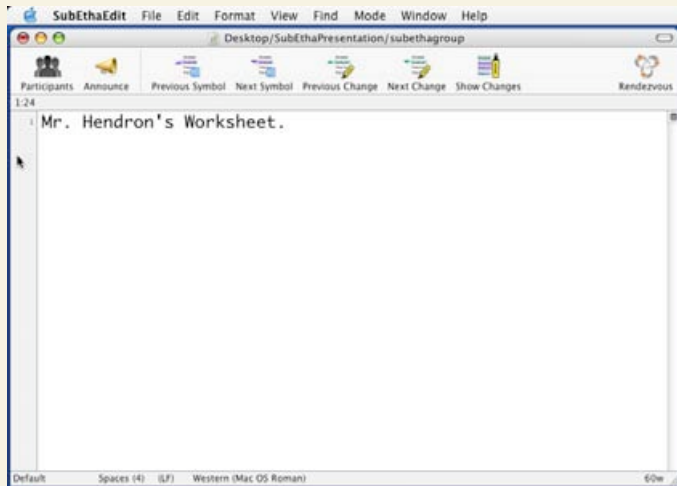 SubEthaEdit File Edit Format View Find Mode Window Help
Desktop/SubEthaPresentation/subethagroup
Participants Announce Previous Symbol Next Symbol Previous Change Next Change Show Changes Rendezvous
1:24
1 Mr. Hendron's Worksheet.
Default Spaces (4) (LF) Western (Mac OS Roman) 60w